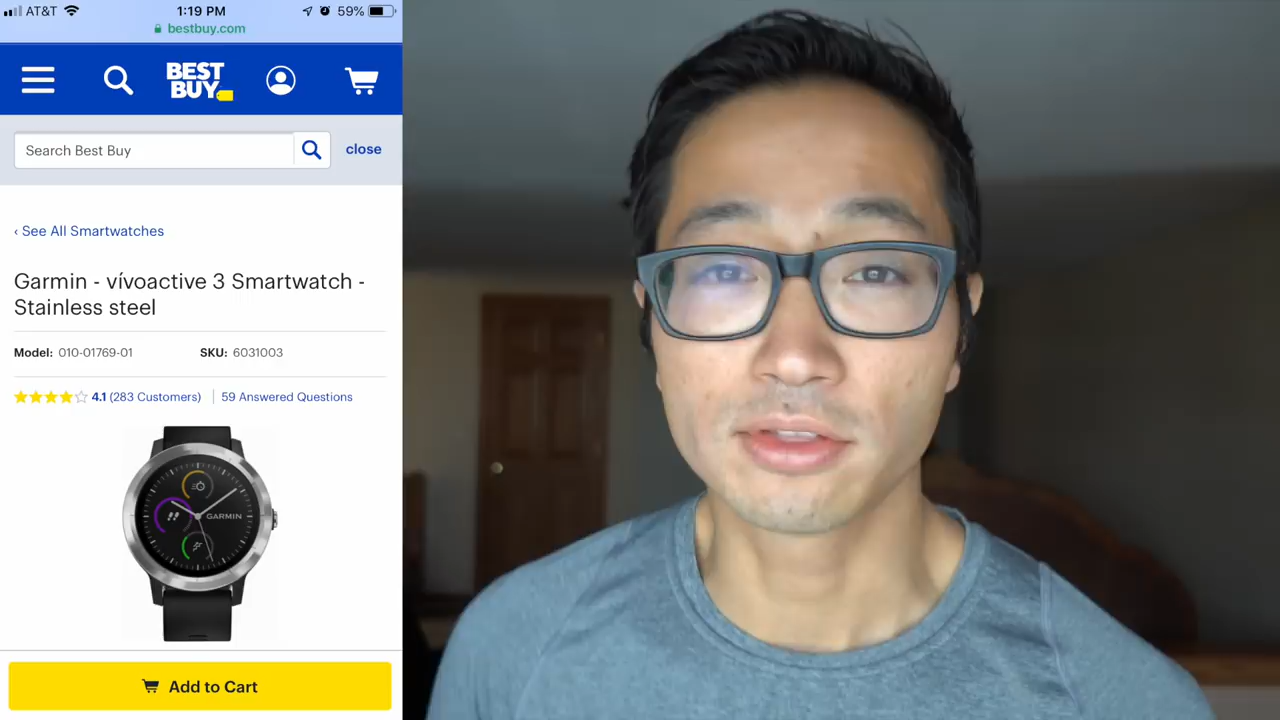 AT&T 1:19 PM 59%
bestbuy.com
BEST
BUY
Search Best Buy close
‹ See All Smartwatches
Garmin - vívoactive 3 Smartwatch -
Stainless steel
Model: 010-01769-01 SKU: 6031003
4.1 (283 Customers) 59 Answered Questions
GARMIN
Add to Cart